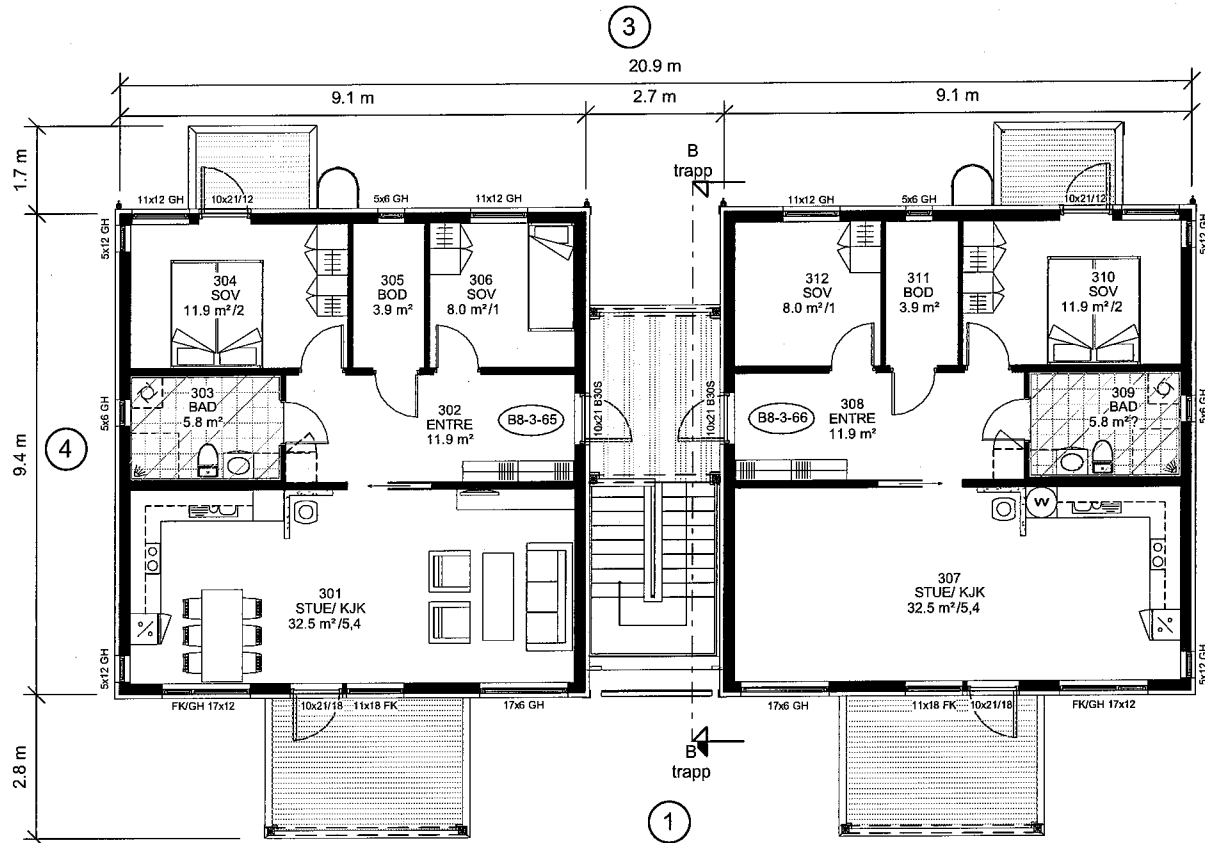 3
20.9 m
9.1 m
2.7 m
9.1 m
1.7 m
9.4 m
2.8 m
B
trapp
11x12 GH
10x21/12
5x6 GH
11x12 GH
11x12 GH
5x6 GH
10x21/12
5x12 GH
5x12 GH
304
SOV
11.9 m²/2
305
BOD
3.9 m²
306
SOV
8.0 m²/1
312
SOV
8.0 m²/1
311
BOD
3.9 m²
310
SOV
11.9 m²/2
4
5x6 GH
303
BAD
5.8 m²
302
ENTRE
11.9 m²
B8-3-65
10x21 B30S
10x21 B30S
B8-3-66
308
ENTRE
11.9 m²
309
BAD
5.8 m²?
5x6 GH
301
STUE/ KJK
32.5 m²/5,4
VV
307
STUE/ KJK
32.5 m²/5,4
5x12 GH
5x12 GH
FK/GH 17x12
10x21/18
11x18 FK
17x6 GH
17x6 GH
11x18 FK
10x21/18
FK/GH 17x12
B
trapp
1